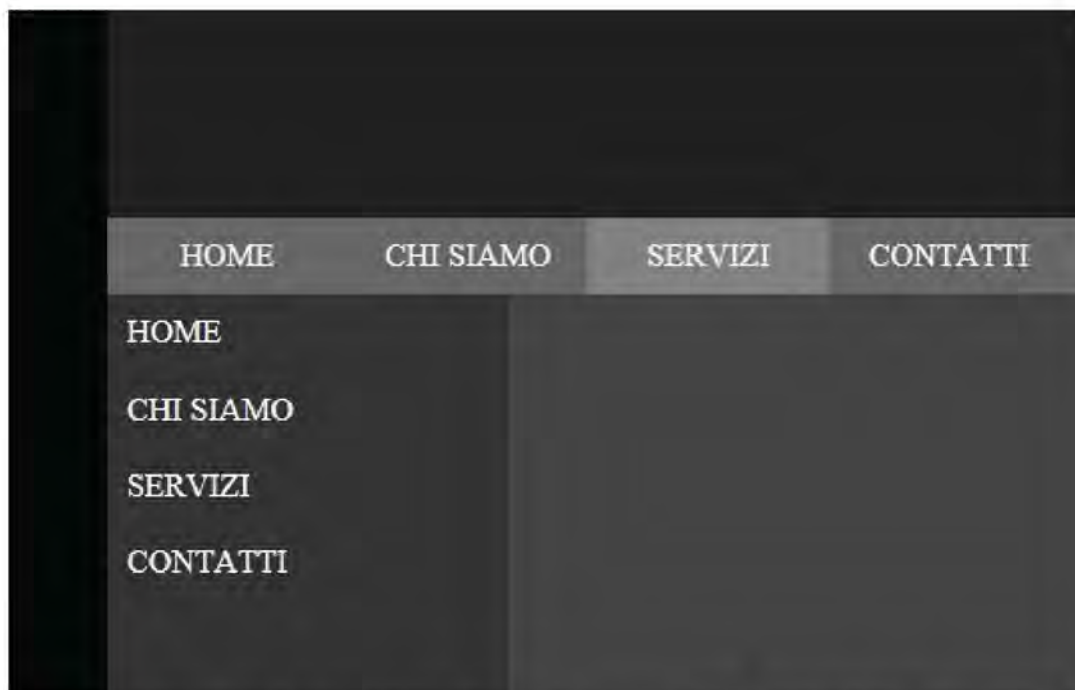 HOME CHI SIAMO SERVIZI CONTATTI
HOME
CHI SIAMO
SERVIZI
CONTATTI